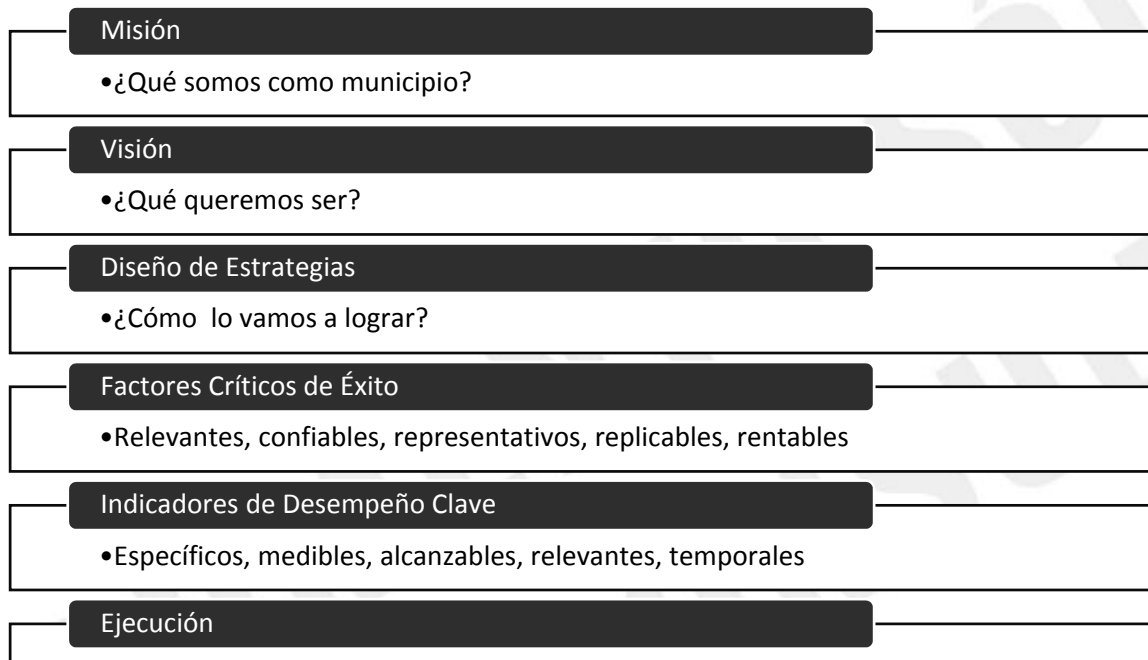 Misión
•¿Qué somos como municipio?
Visión
•¿Qué queremos ser?
Diseño de Estrategias
•¿Cómo  lo vamos a lograr?
Factores Críticos de Éxito
•Relevantes, confiables, representativos, replicables, rentables
Indicadores de Desempeño Clave
•Específicos, medibles, alcanzables, relevantes, temporales
Ejecución